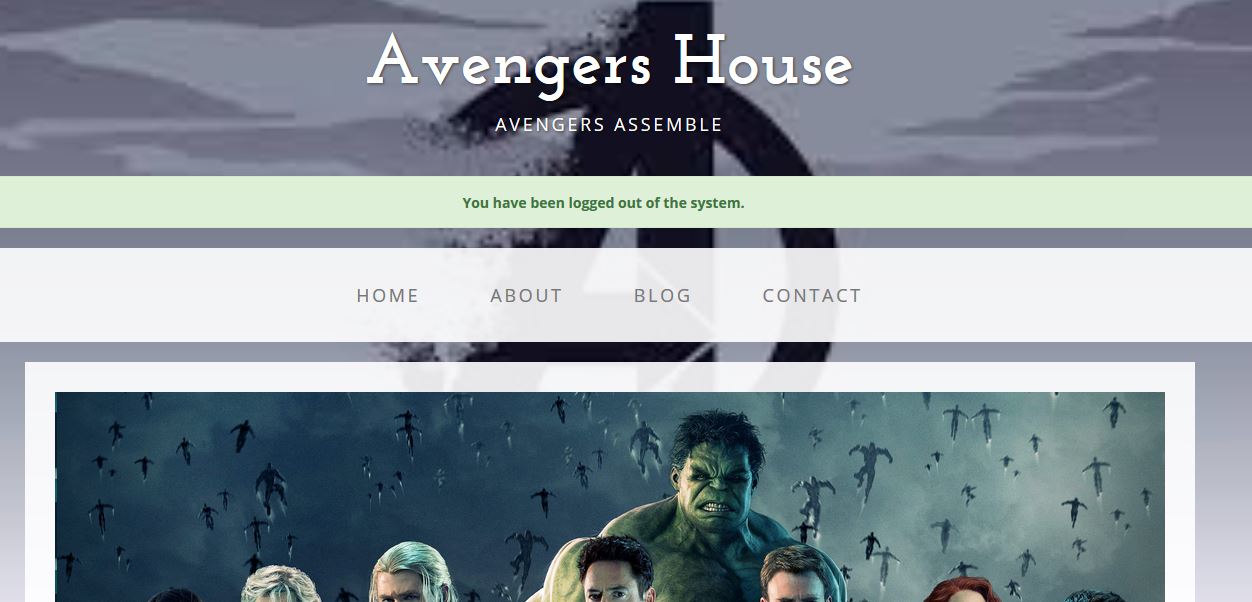 Avengers House
AVENGERS ASSEMBLE
You have been logged out of the system.
HOME ABOUT BLOG CONTACT